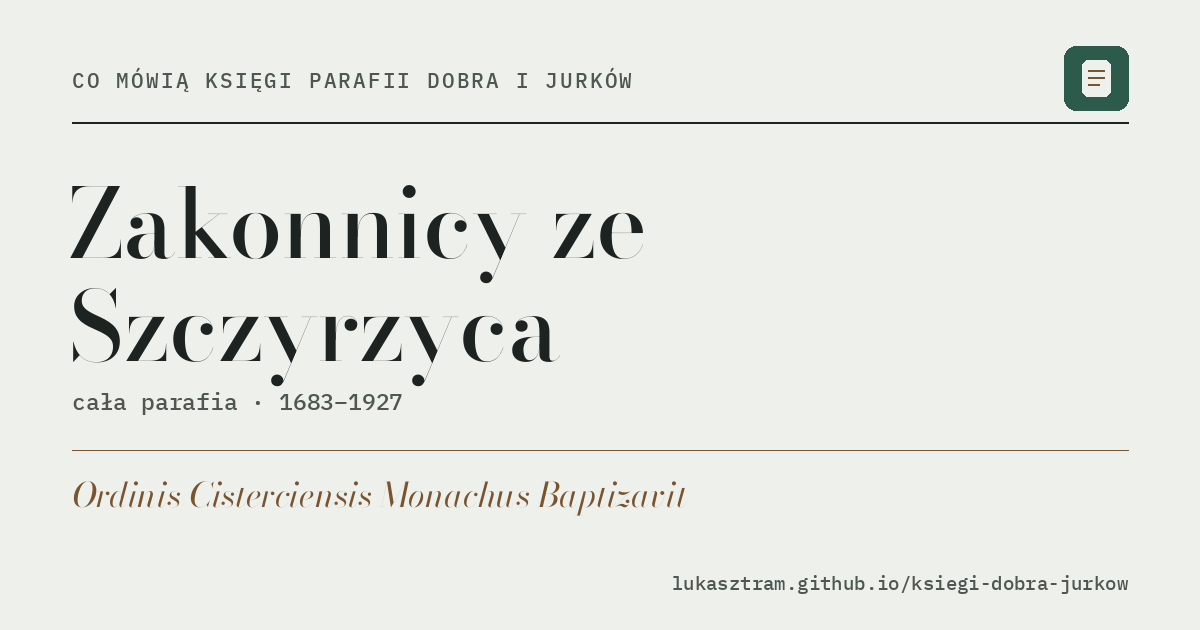 CO MÓWIĄ KSIĘGI PARAFII DOBRA I JURKÓW
Zakonnicy ze
Szczyrzyca
cała parafia · 1683–1927
Ordinis Cisterciensis Monachus Baptizavit
lukasztram.github.io/ksiegi-dobra-jurkow